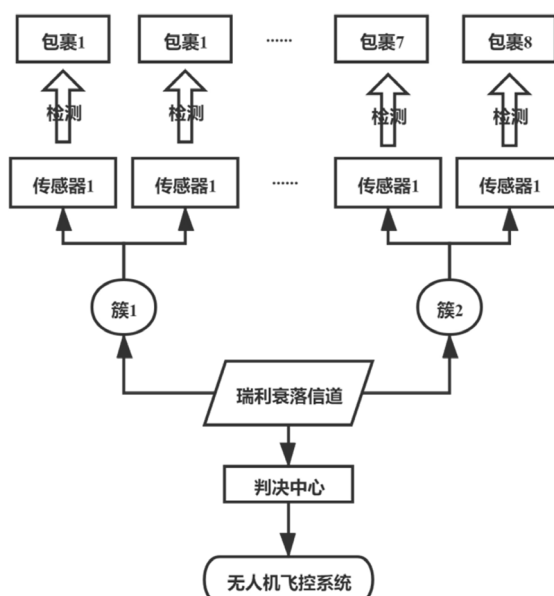 包裹1
包裹1
......
包裹7
包裹8
检测
检测
检测
检测
传感器1
传感器1
......
传感器1
传感器1
簇1
簇2
瑞利衰落信道
判决中心
无人机飞控系统